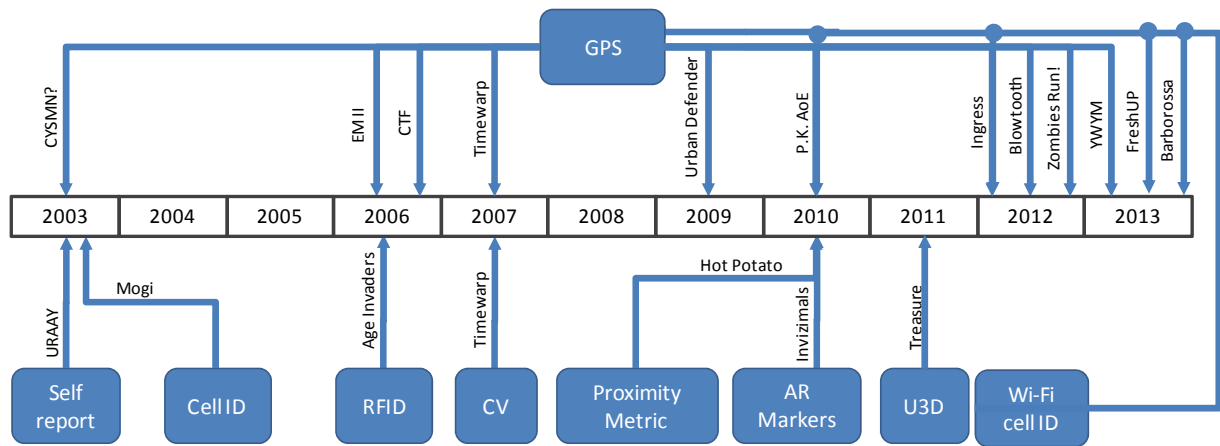 GPS
CYSMN?
EM II
CTF
Timewarp
Urban Defender
P.K. AoE
Ingress
Blowtooth
Zombies Run!
YWYM
FreshUP
Barborossa
2003
2004
2005
2006
2007
2008
2009
2010
2011
2012
2013
URAAY
Mogi
Age Invaders
Timewarp
Hot Potato
Invizimals
Treasure
Self
report
Cell ID
RFID
CV
Proximity
Metric
AR
Markers
U3D
Wi-Fi
cell ID